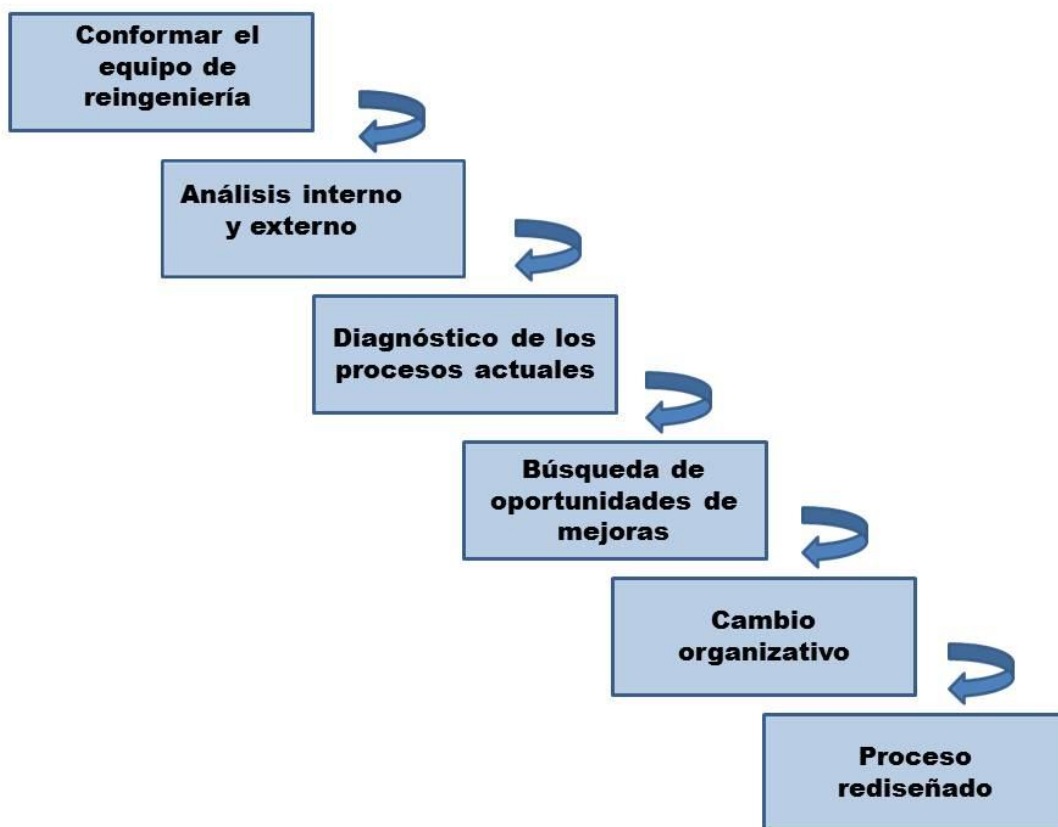 Conformar el
equipo de
reingeniería
Análisis interno
y externo
Diagnóstico de los
procesos actuales
Búsqueda de
oportunidades de
mejoras
Cambio
organizativo
Proceso
rediseñado